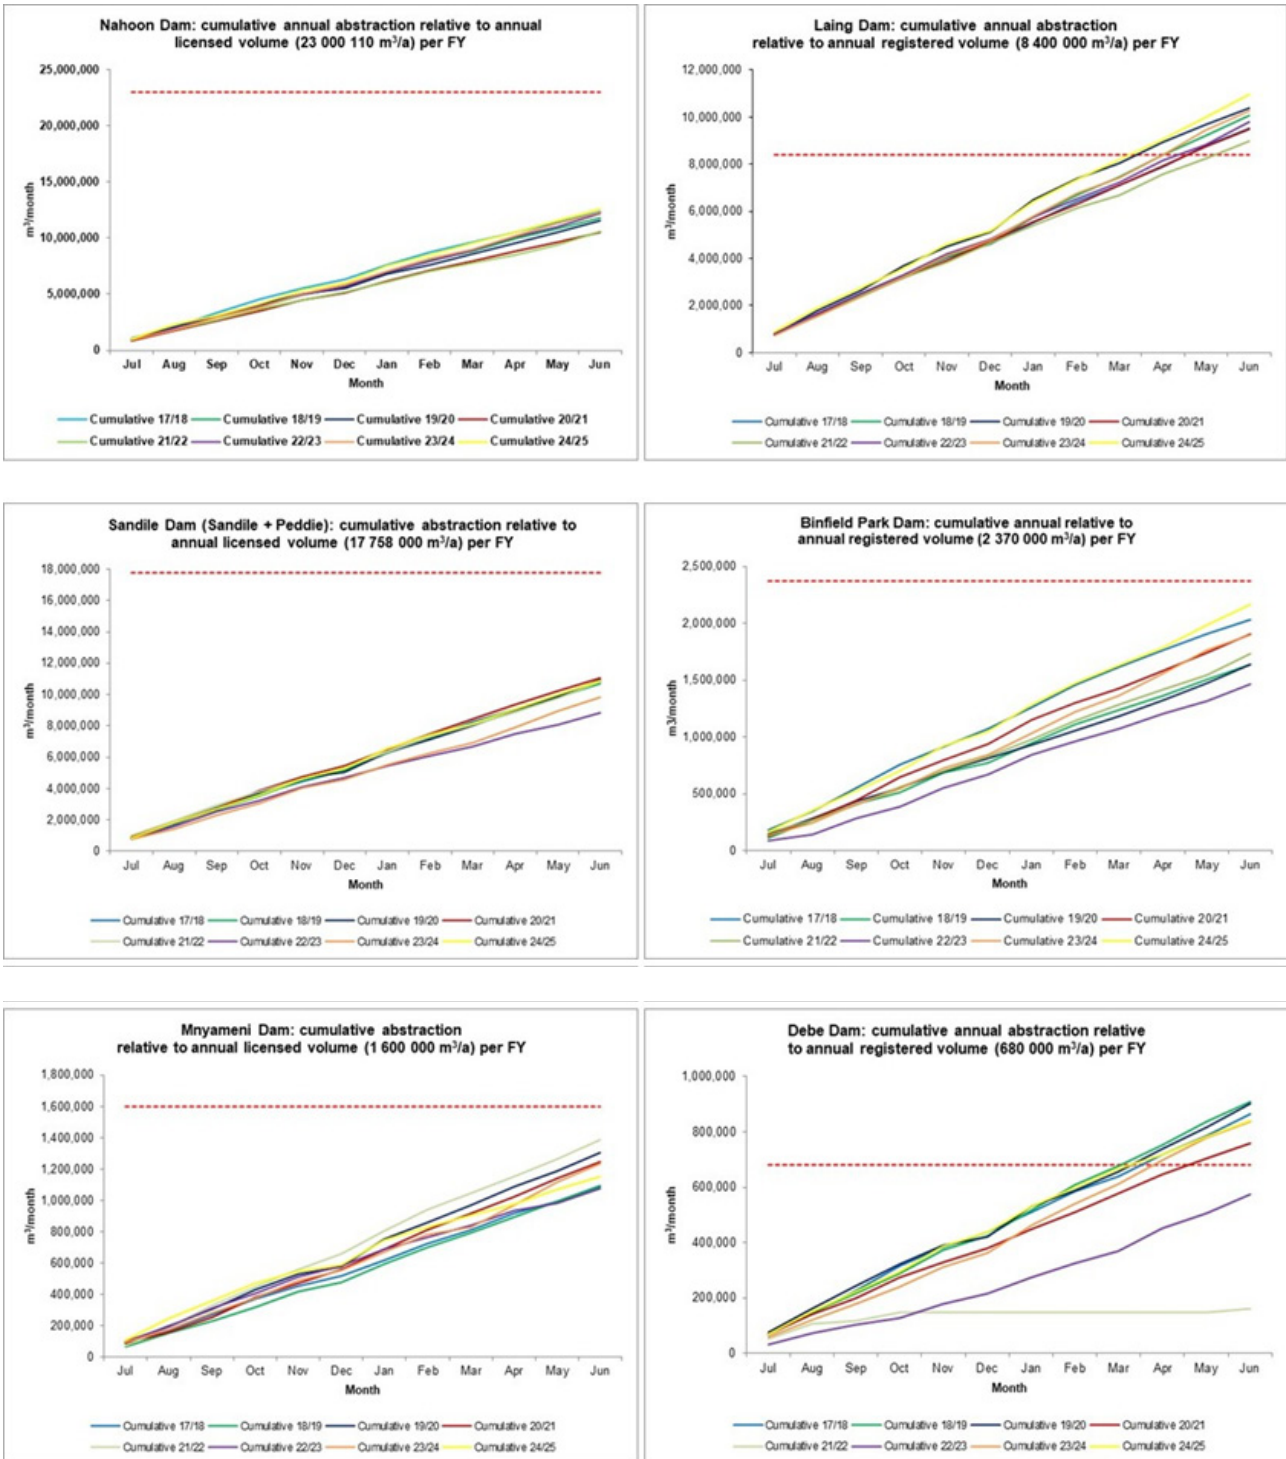 Nahoon Dam: cumulative annual abstraction relative to annual
licensed volume (23 000 110 m³/a) per FY
25,000,000
20,000,000
15,000,000
10,000,000
5,000,000
0
m³/month
Jul Aug Sep Oct Nov Dec Jan Feb Mar Apr May Jun
Month
Cumulative 17/18 Cumulative 18/19 Cumulative 19/20 Cumulative 20/21
Cumulative 21/22 Cumulative 22/23 Cumulative 23/24 Cumulative 24/25
Laing Dam: cumulative annual abstraction
relative to annual registered volume (8 400 000 m³/a) per FY
12,000,000
10,000,000
8,000,000
6,000,000
4,000,000
2,000,000
0
m³/month
Jul Aug Sep Oct Nov Dec Jan Feb Mar Apr May Jun
Month
Cumulative 17/18 Cumulative 18/19 Cumulative 19/20 Cumulative 20/21
Cumulative 21/22 Cumulative 22/23 Cumulative 23/24 Cumulative 24/25
Sandile Dam (Sandile + Peddie): cumulative abstraction relative to
annual licensed volume (17 758 000 m³/a) per FY
18,000,000
16,000,000
14,000,000
12,000,000
10,000,000
8,000,000
6,000,000
4,000,000
2,000,000
0
m³/month
Jul Aug Sep Oct Nov Dec Jan Feb Mar Apr May Jun
Month
Cumulative 17/18 Cumulative 18/19 Cumulative 19/20 Cumulative 20/21
Cumulative 21/22 Cumulative 22/23 Cumulative 23/24 Cumulative 24/25
Binfield Park Dam: cumulative annual relative to
annual registered volume (2 370 000 m³/a) per FY
2,500,000
2,000,000
1,500,000
1,000,000
500,000
0
m3/month
Jul Aug Sep Oct Nov Dec Jan Feb Mar Apr May Jun
Month
Cumulative 17/18 Cumulative 18/19 Cumulative 19/20 Cumulative 20/21
Cumulative 21/22 Cumulative 22/23 Cumulative 23/24 Cumulative 24/25
Mnyameni Dam: cumulative abstraction
relative to annual licensed volume (1 600 000 m³/a) per FY
1,800,000
1,600,000
1,400,000
1,200,000
1,000,000
800,000
600,000
400,000
200,000
0
m³/month
Jul Aug Sep Oct Nov Dec Jan Feb Mar Apr May Jun
Month
Cumulative 17/18 Cumulative 18/19 Cumulative 19/20 Cumulative 20/21
Cumulative 21/22 Cumulative 22/23 Cumulative 23/24 Cumulative 24/25
Debe Dam: cumulative annual abstraction relative
to annual registered volume (680 000 m³/a) per FY
1,000,000
800,000
600,000
400,000
200,000
0
m³/month
Jul Aug Sep Oct Nov Dec Jan Feb Mar Apr May Jun
Month
Cumulative 17/18 Cumulative 18/19 Cumulative 19/20 Cumulative 20/21
Cumulative 21/22 Cumulative 22/23 Cumulative 23/24 Cumulative 24/25